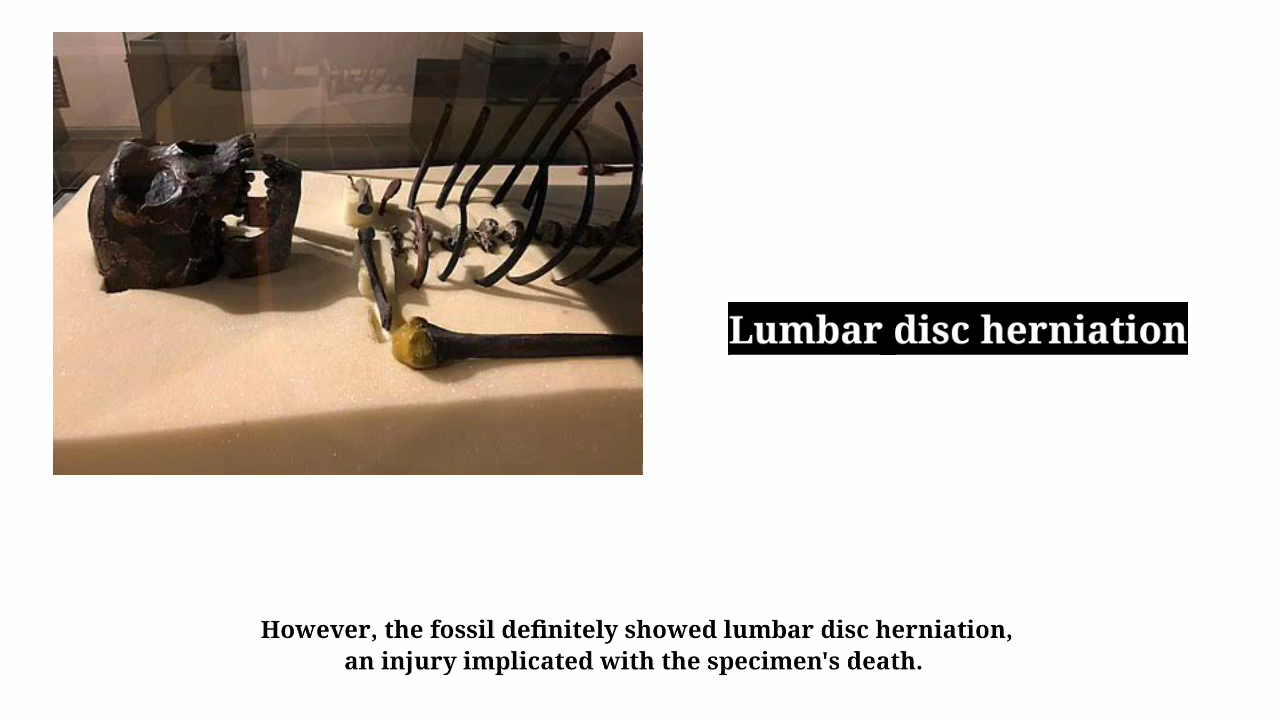 Lumbar disc herniation
However, the fossil definitely showed lumbar disc herniation,
an injury implicated with the specimen's death.